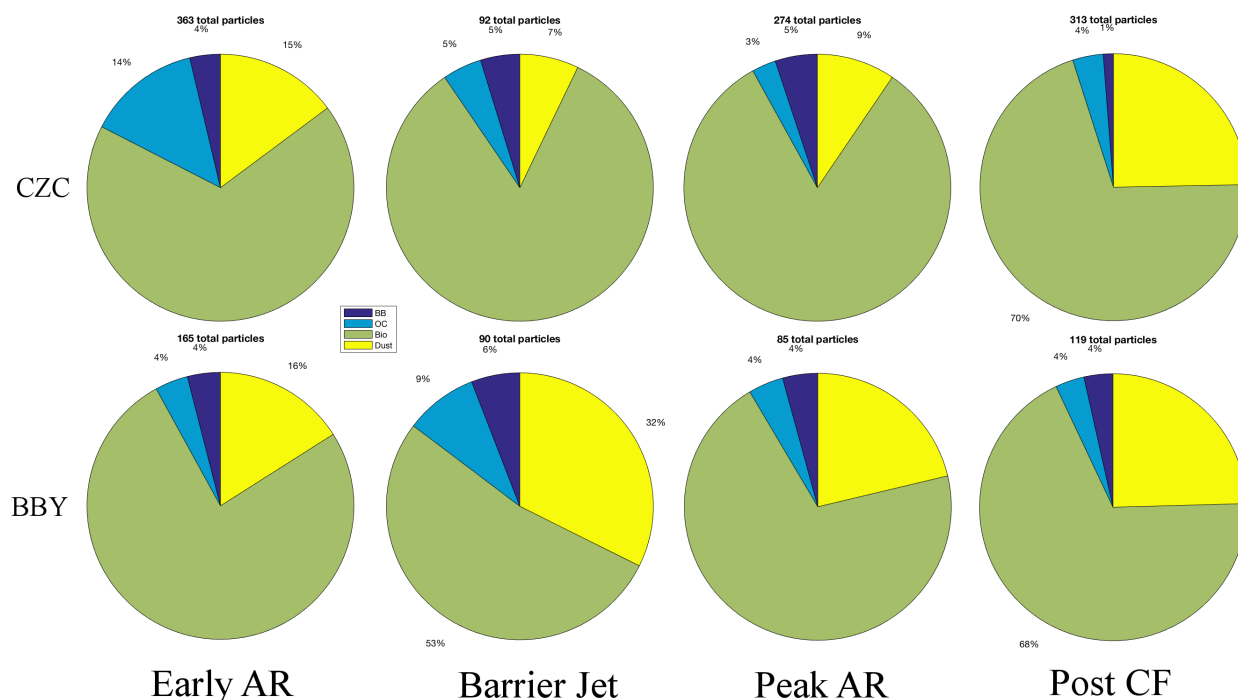 363 total particles
92 total particles
274 total particles
313 total particles
4%
15%
14%
5%
5%
7%
3%
5%
9%
4%
1%
CZC
70%
BB
OC
Bio
Dust
165 total particles
90 total particles
85 total particles
119 total particles
4%
4%
16%
9%
6%
32%
4%
4%
4%
4%
BBY
53%
68%
Early AR
Barrier Jet
Peak AR
Post CF